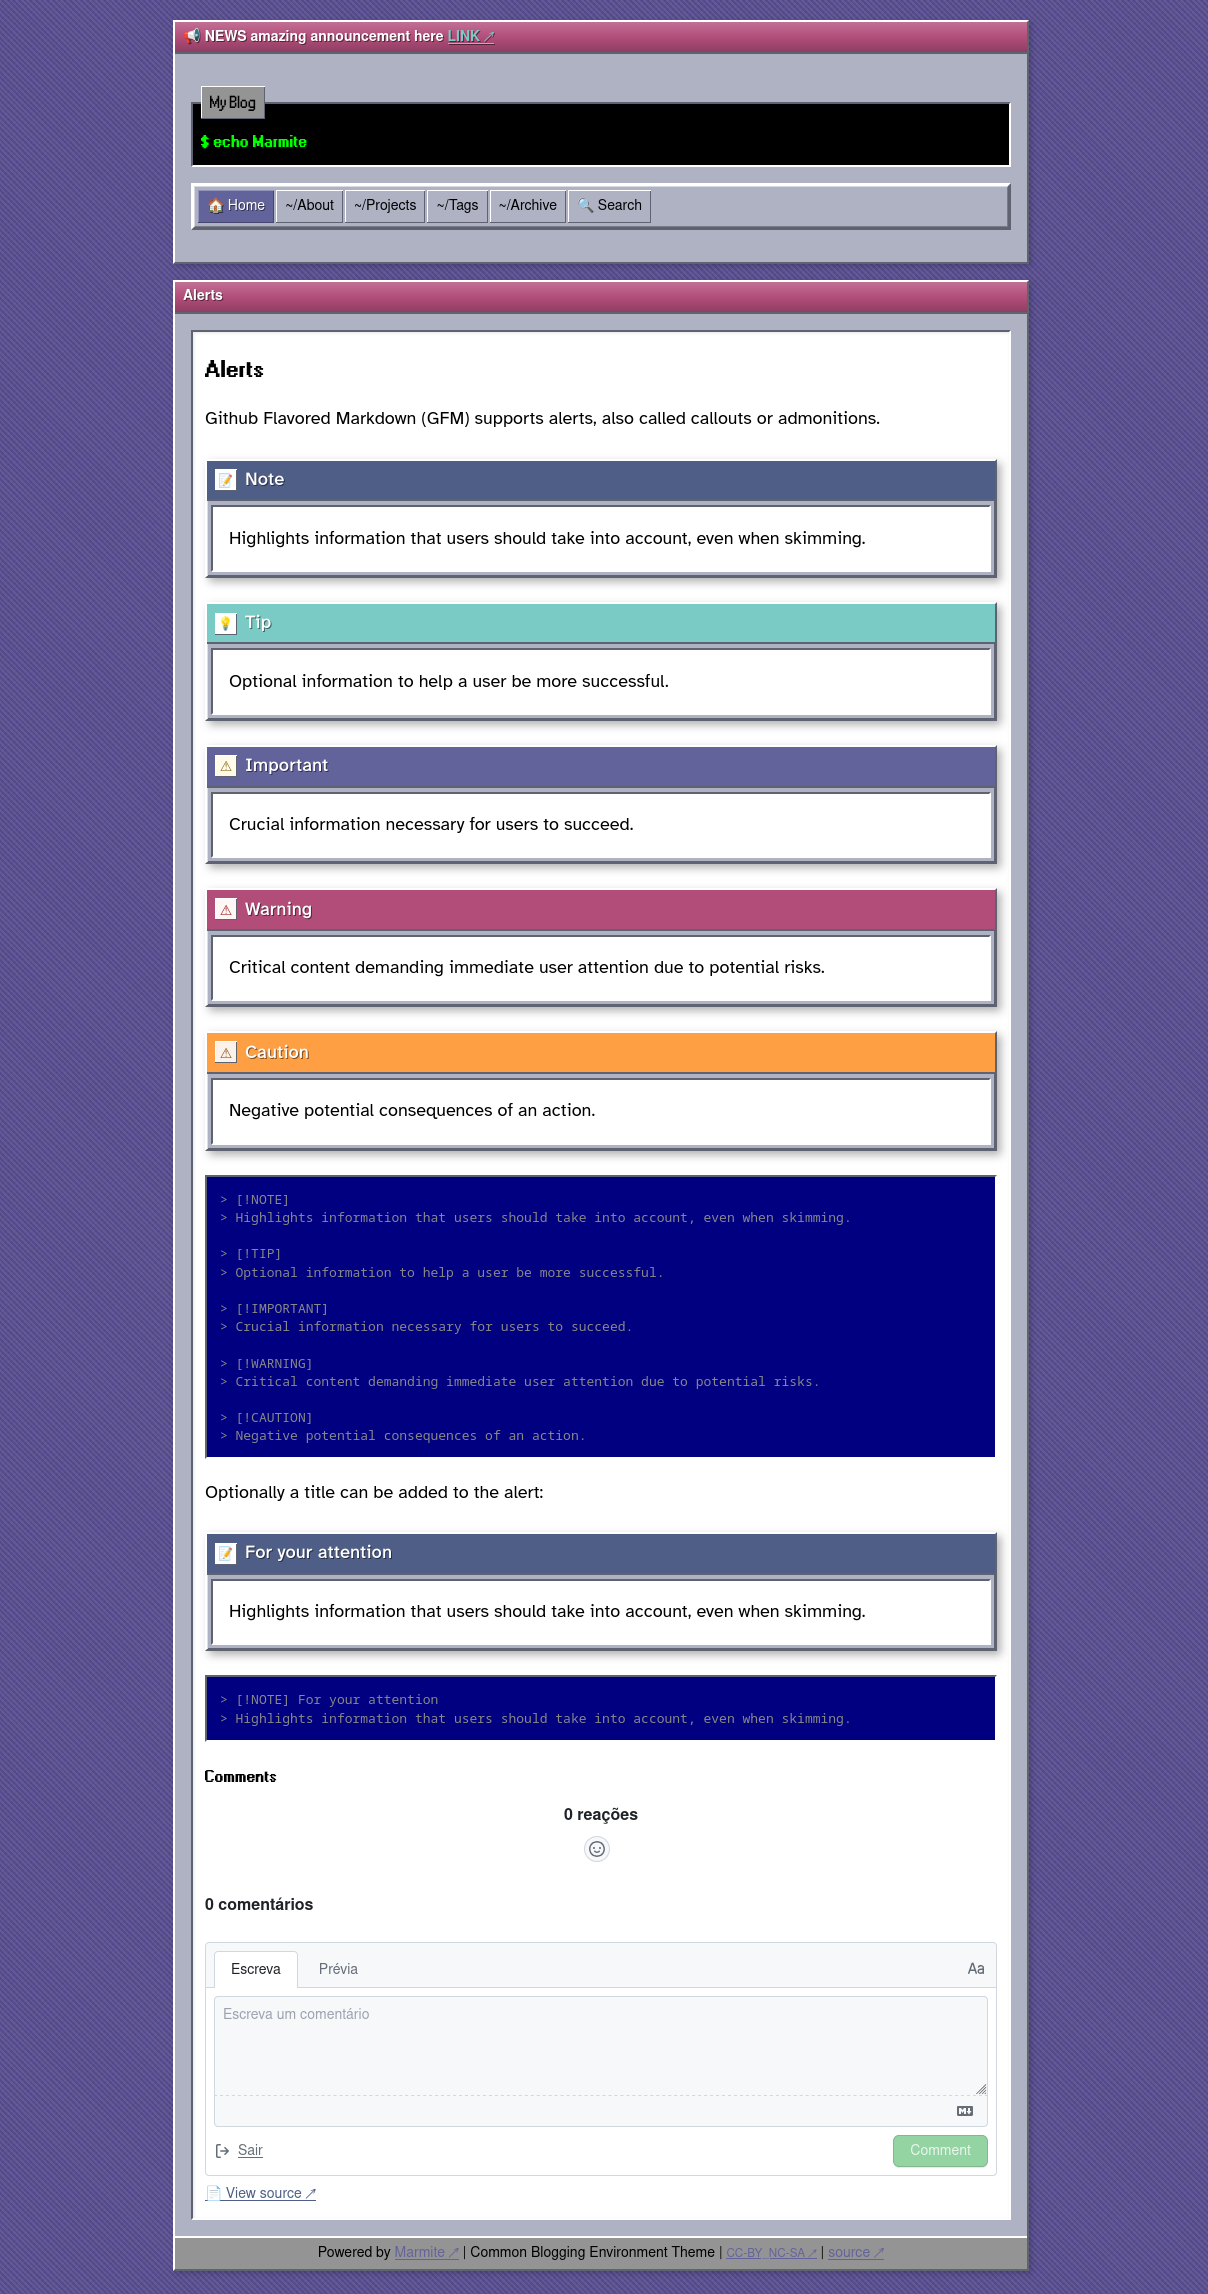 📢 NEWS amazing announcement here LINK ↗
My Blog
$ echo Marmite
🏠 Home ~/About ~/Projects ~/Tags ~/Archive 🔍 Search
Alerts
Alerts
Github Flavored Markdown (GFM) supports alerts, also called callouts or admonitions.
📝 Note
Highlights information that users should take into account, even when skimming.
💡 Tip
Optional information to help a user be more successful.
⚠ Important
Crucial information necessary for users to succeed.
⚠ Warning
Critical content demanding immediate user attention due to potential risks.
⚠ Caution
Negative potential consequences of an action.
> [!NOTE]
> Highlights information that users should take into account, even when skimming.
> [!TIP]
> Optional information to help a user be more successful.
> [!IMPORTANT]
> Crucial information necessary for users to succeed.
> [!WARNING]
> Critical content demanding immediate user attention due to potential risks.
> [!CAUTION]
> Negative potential consequences of an action.
Optionally a title can be added to the alert:
📝 For your attention
Highlights information that users should take into account, even when skimming.
> [!NOTE] For your attention
> Highlights information that users should take into account, even when skimming.
Comments
0 reações
0 comentários
Escreva Prévia Aa
Escreva um comentário
Sair Comment
📄 View source ↗
Powered by Marmite ↗ | Common Blogging Environment Theme | CC-BY_NC-SA ↗ | source ↗